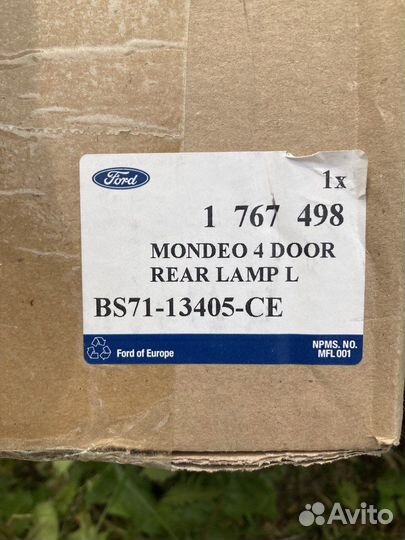 Ford
1x
1 767 498
MONDEO 4 DOOR
REAR LAMP L
BS71-13405-CE
Ford of Europe
NPMS. NO.
MFL 001
Avito